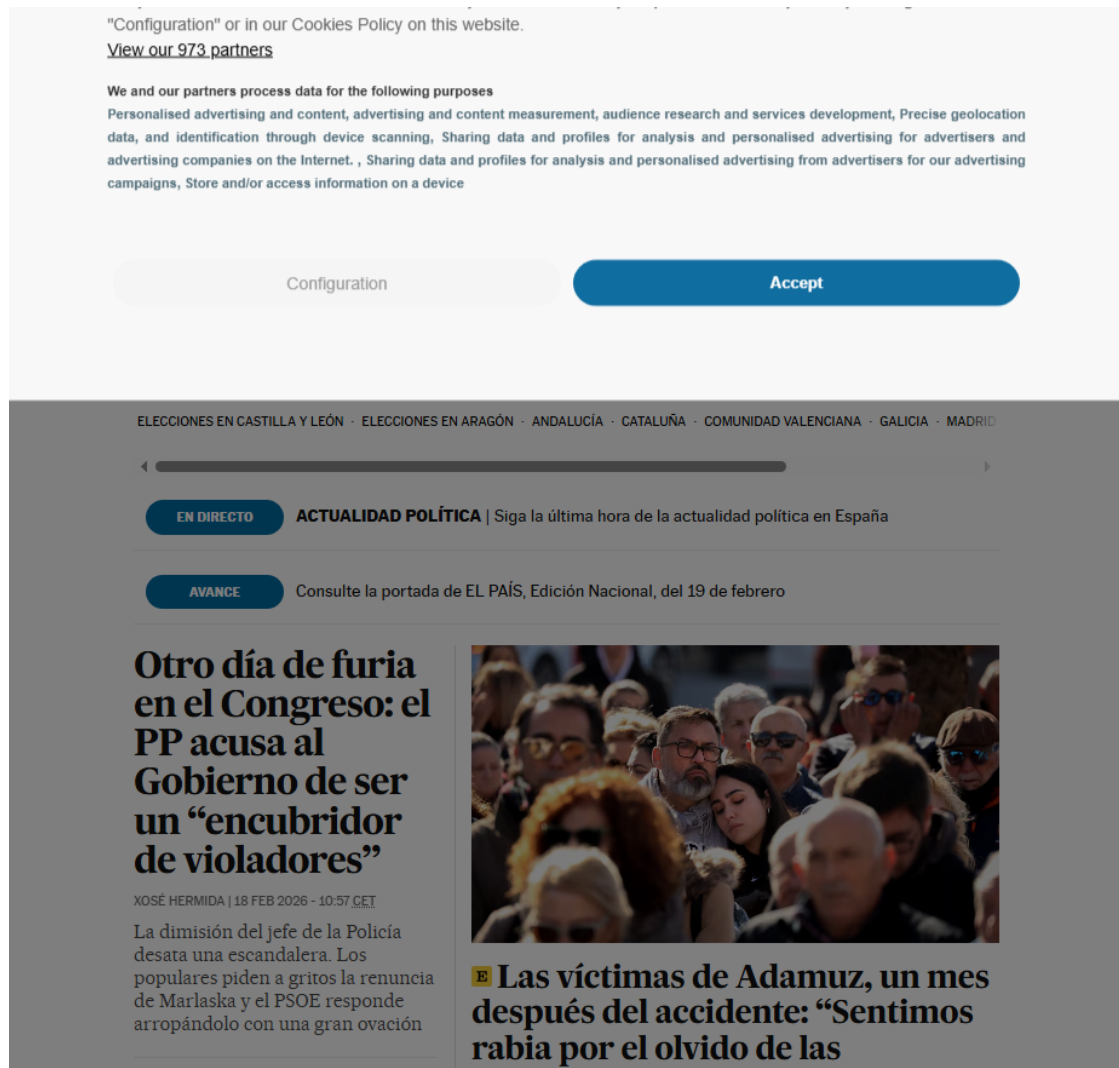 "Configuration" or in our Cookies Policy on this website.
View our 973 partners
We and our partners process data for the following purposes
Personalised advertising and content, advertising and content measurement, audience research and services development, Precise geolocation
data, and identification through device scanning, Sharing data and profiles for analysis and personalised advertising for advertisers and
advertising companies on the Internet. , Sharing data and profiles for analysis and personalised advertising from advertisers for our advertising
campaigns, Store and/or access information on a device
Configuration
Accept
ELECCIONES EN CASTILLA Y LEÓN · ELECCIONES EN ARAGÓN · ANDALUCÍA · CATALUÑA · COMUNIDAD VALENCIANA · GALICIA · MADRID
EN DIRECTO ACTUALIDAD POLÍTICA | Siga la última hora de la actualidad política en España
AVANCE Consulte la portada de EL PAÍS, Edición Nacional, del 19 de febrero
Otro día de furia
en el Congreso: el
PP acusa al
Gobierno de ser
un “encubridor
de violadores”
XOSÉ HERMIDA | 18 FEB 2026 - 10:57 CET
La dimisión del jefe de la Policía
desata una escandalera. Los
populares piden a gritos la renuncia
de Marlaska y el PSOE responde
arropándolo con una gran ovación
E Las víctimas de Adamuz, un mes
después del accidente: “Sentimos
rabia por el olvido de las